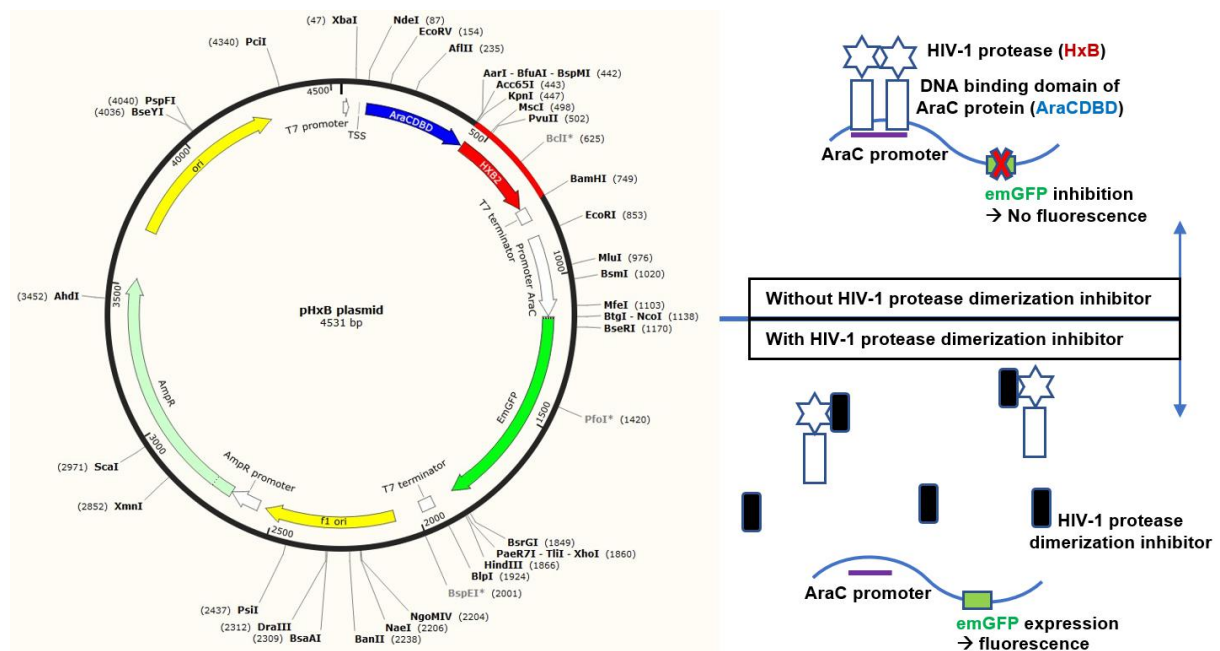 (47) XbaI
NdeI (87)
EcoRV (154)
AflII (235)
AarI - BfuAI - BspMI (442)
Acc65I (443)
KpnI (447)
MscI (498)
PvuII (502)
BclI* (625)
BamHI (749)
EcoRI (853)
MluI (976)
BsmI (1020)
MfeI (1103)
BtgI - NcoI (1138)
BseRI (1170)
PfoI* (1420)
BsrGI (1849)
PaeR7I - TliI - XhoI (1860)
HindIII (1866)
BlpI (1924)
BspEI* (2001)
NgoMIV (2204)
NaeI (2206)
BanII (2238)
(2309) BsaAI
(2312) DraIII
(2437) PsiI
(2852) XmnI
(2971) ScaI
(3452) AhdI
(4036) BseYI
(4040) PspFI
(4340) PciI
4500
500
1000
1500
2000
2500
3000
3500
4000
T7 promoter
TSS
AraCDBD
HXB2
T7 terminator
Promoter AraC
EmGFP
T7 terminator
f1 ori
AmpR promoter
AmpR
ori
pHxB plasmid
4531 bp
HIV-1 protease (HxB)
DNA binding domain of
AraC protein (AraCDBD)
AraC promoter
emGFP inhibition
→ No fluorescence
Without HIV-1 protease dimerization inhibitor
With HIV-1 protease dimerization inhibitor
HIV-1 protease
dimerization inhibitor
AraC promoter
emGFP expression
→ fluorescence